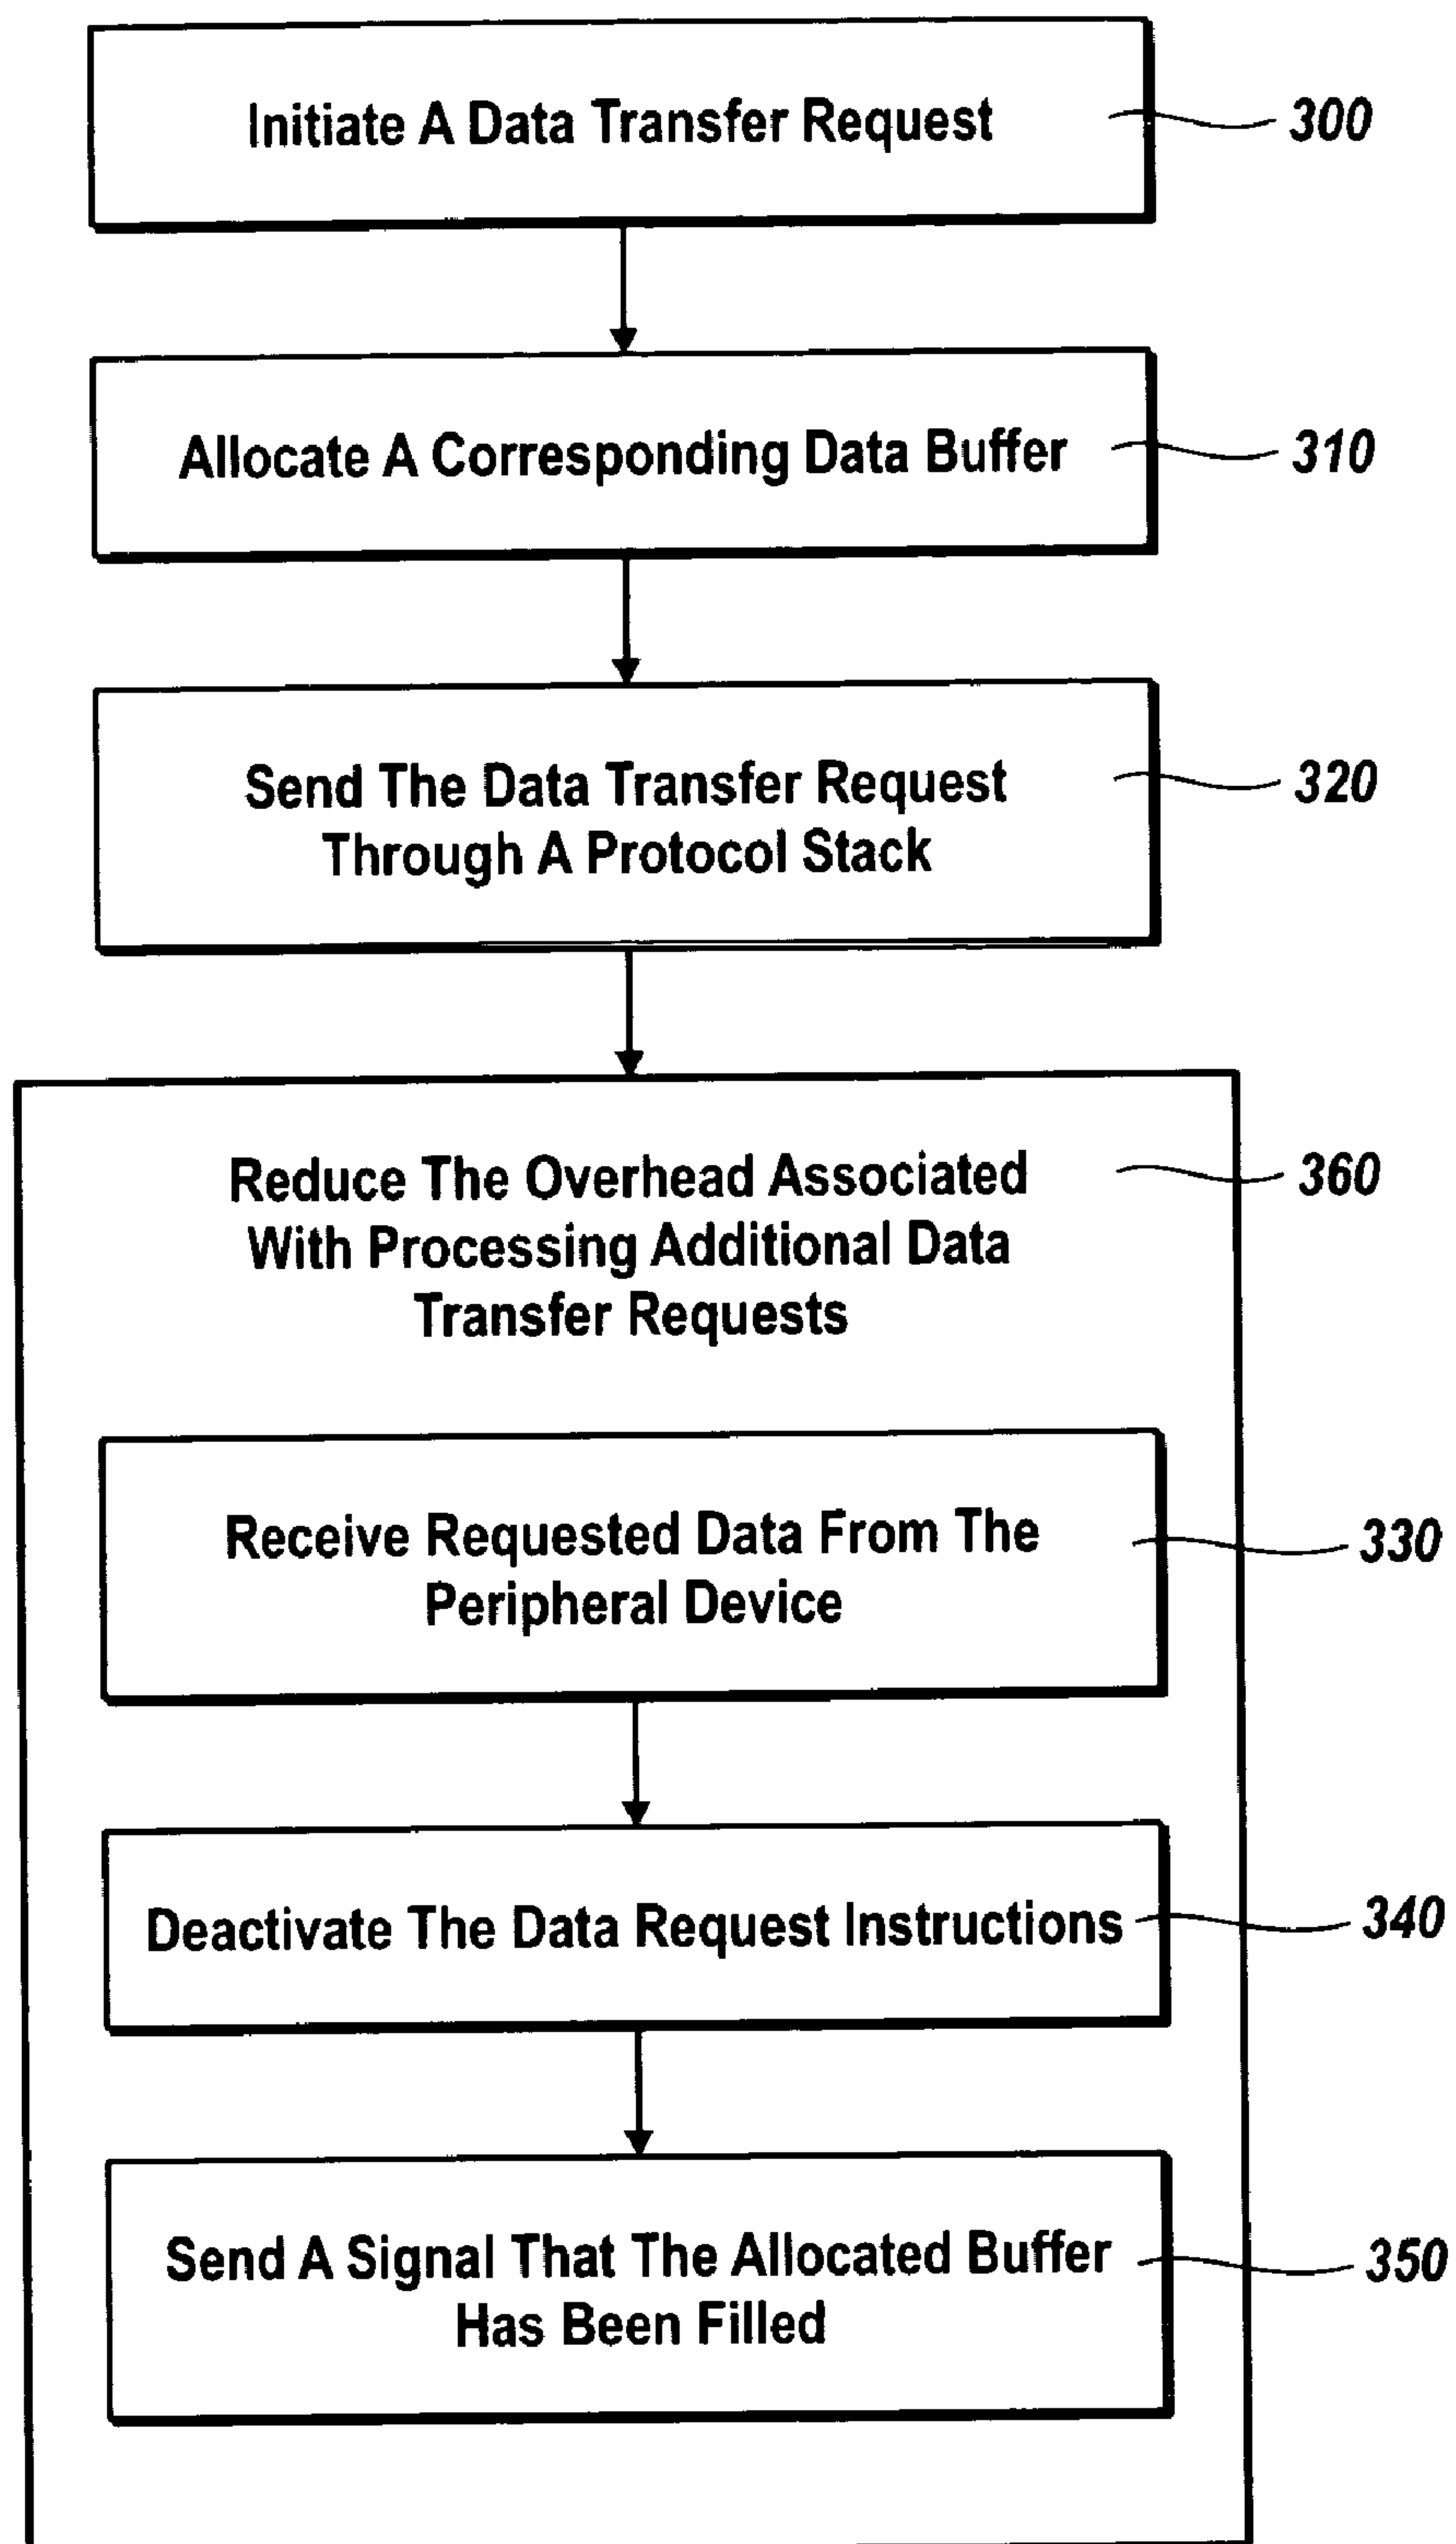 Initiate A Data Transfer Request
300
Allocate A Corresponding Data Buffer
310
Send The Data Transfer Request
Through A Protocol Stack
320
Reduce The Overhead Associated
With Processing Additional Data
Transfer Requests
360
Receive Requested Data From The
Peripheral Device
330
Deactivate The Data Request Instructions
340
Send A Signal That The Allocated Buffer
Has Been Filled
350